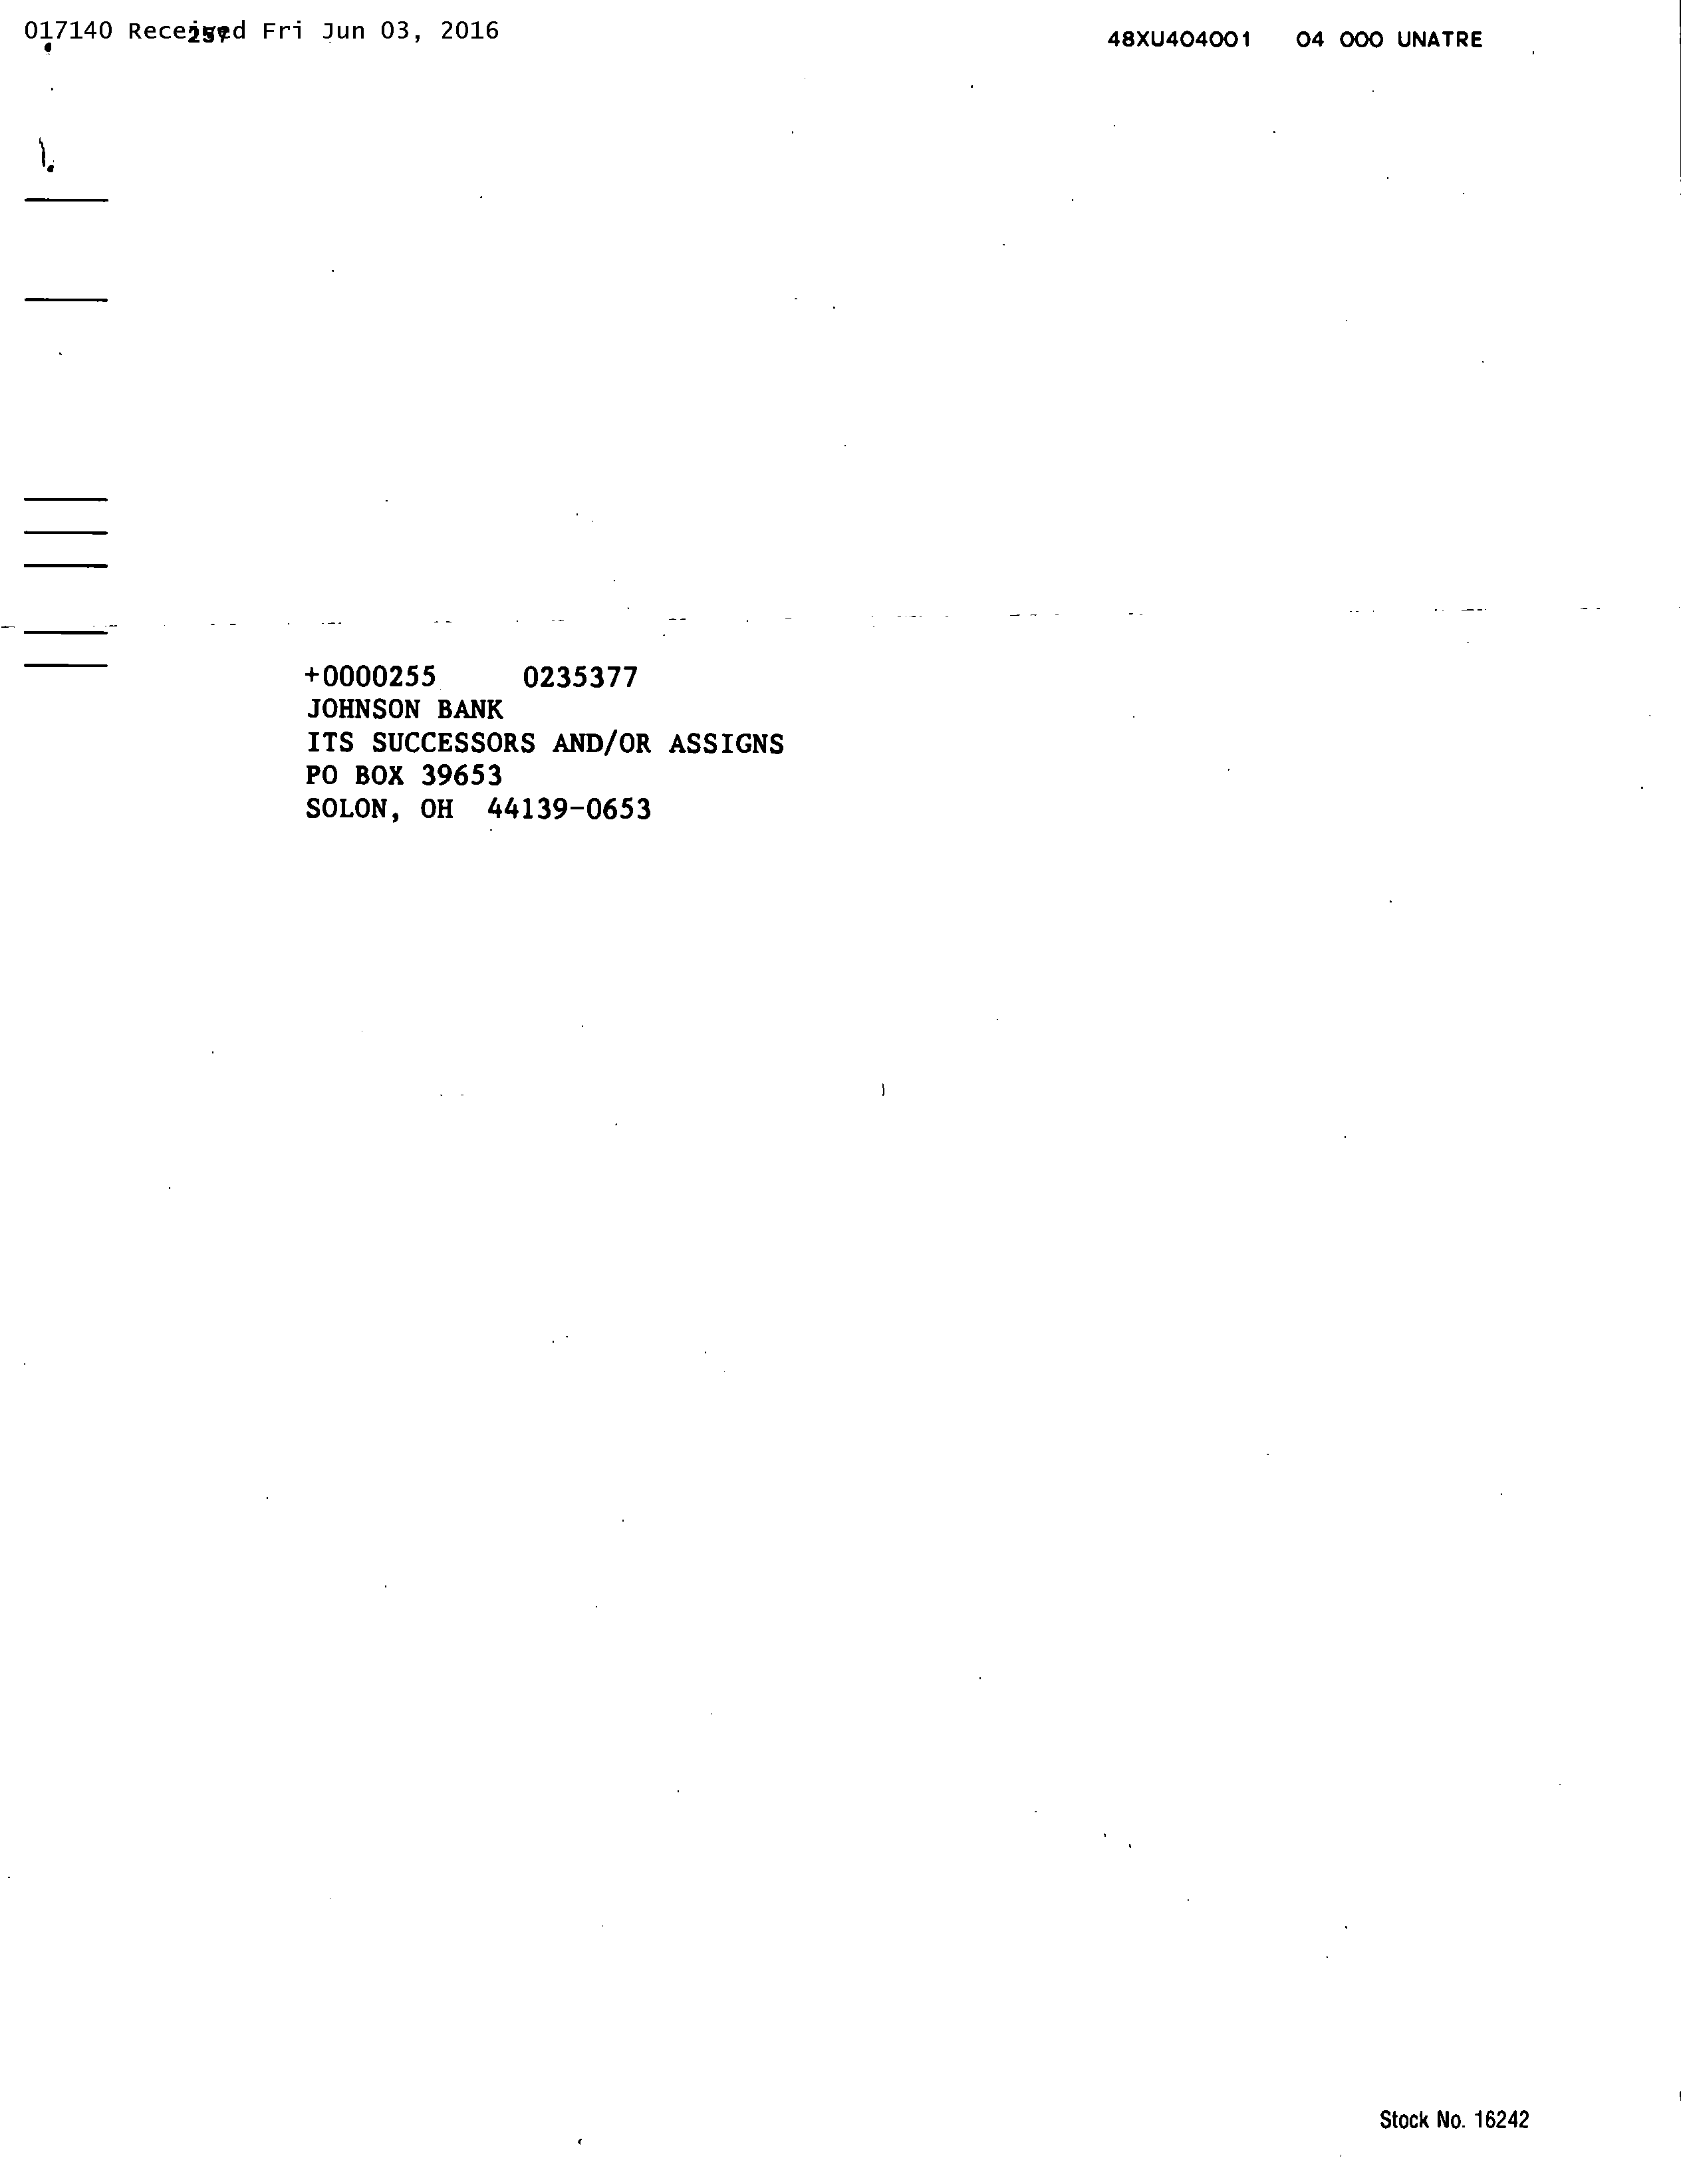 017140 Received Fri Jun 03, 2016
48XU404001 04 000 UNATRE
+0000255 0235377
JOHNSON BANK
ITS SUCCESSORS AND/OR ASSIGNS
PO BOX 39653
SOLON, OH 44139-0653
Stock No. 16242